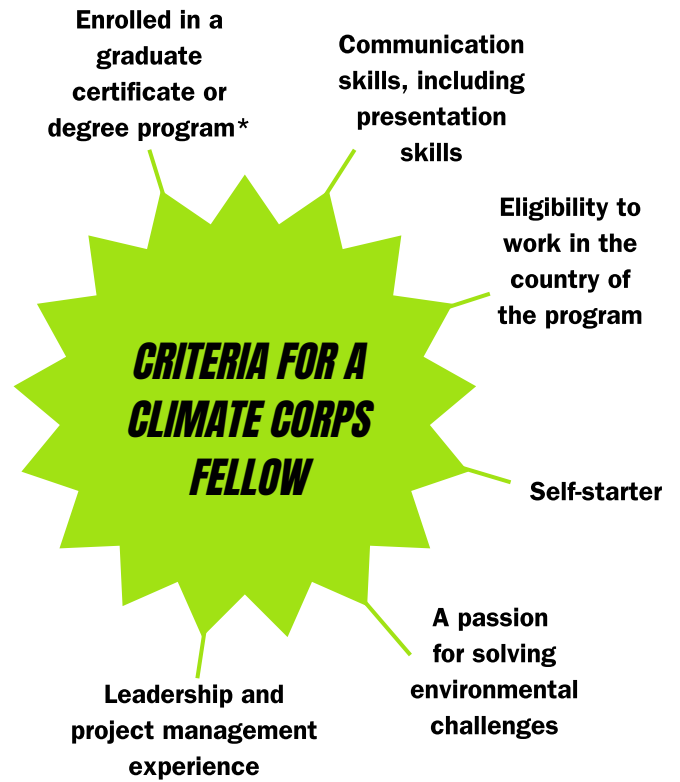 Enrolled in a
graduate
certificate or
degree program*
Communication
skills, including
presentation
skills
Eligibility to
work in the
country of
the program
CRITERIA FOR A
CLIMATE CORPS
FELLOW
Self-starter
A passion
for solving
environmental
challenges
Leadership and
project management
experience